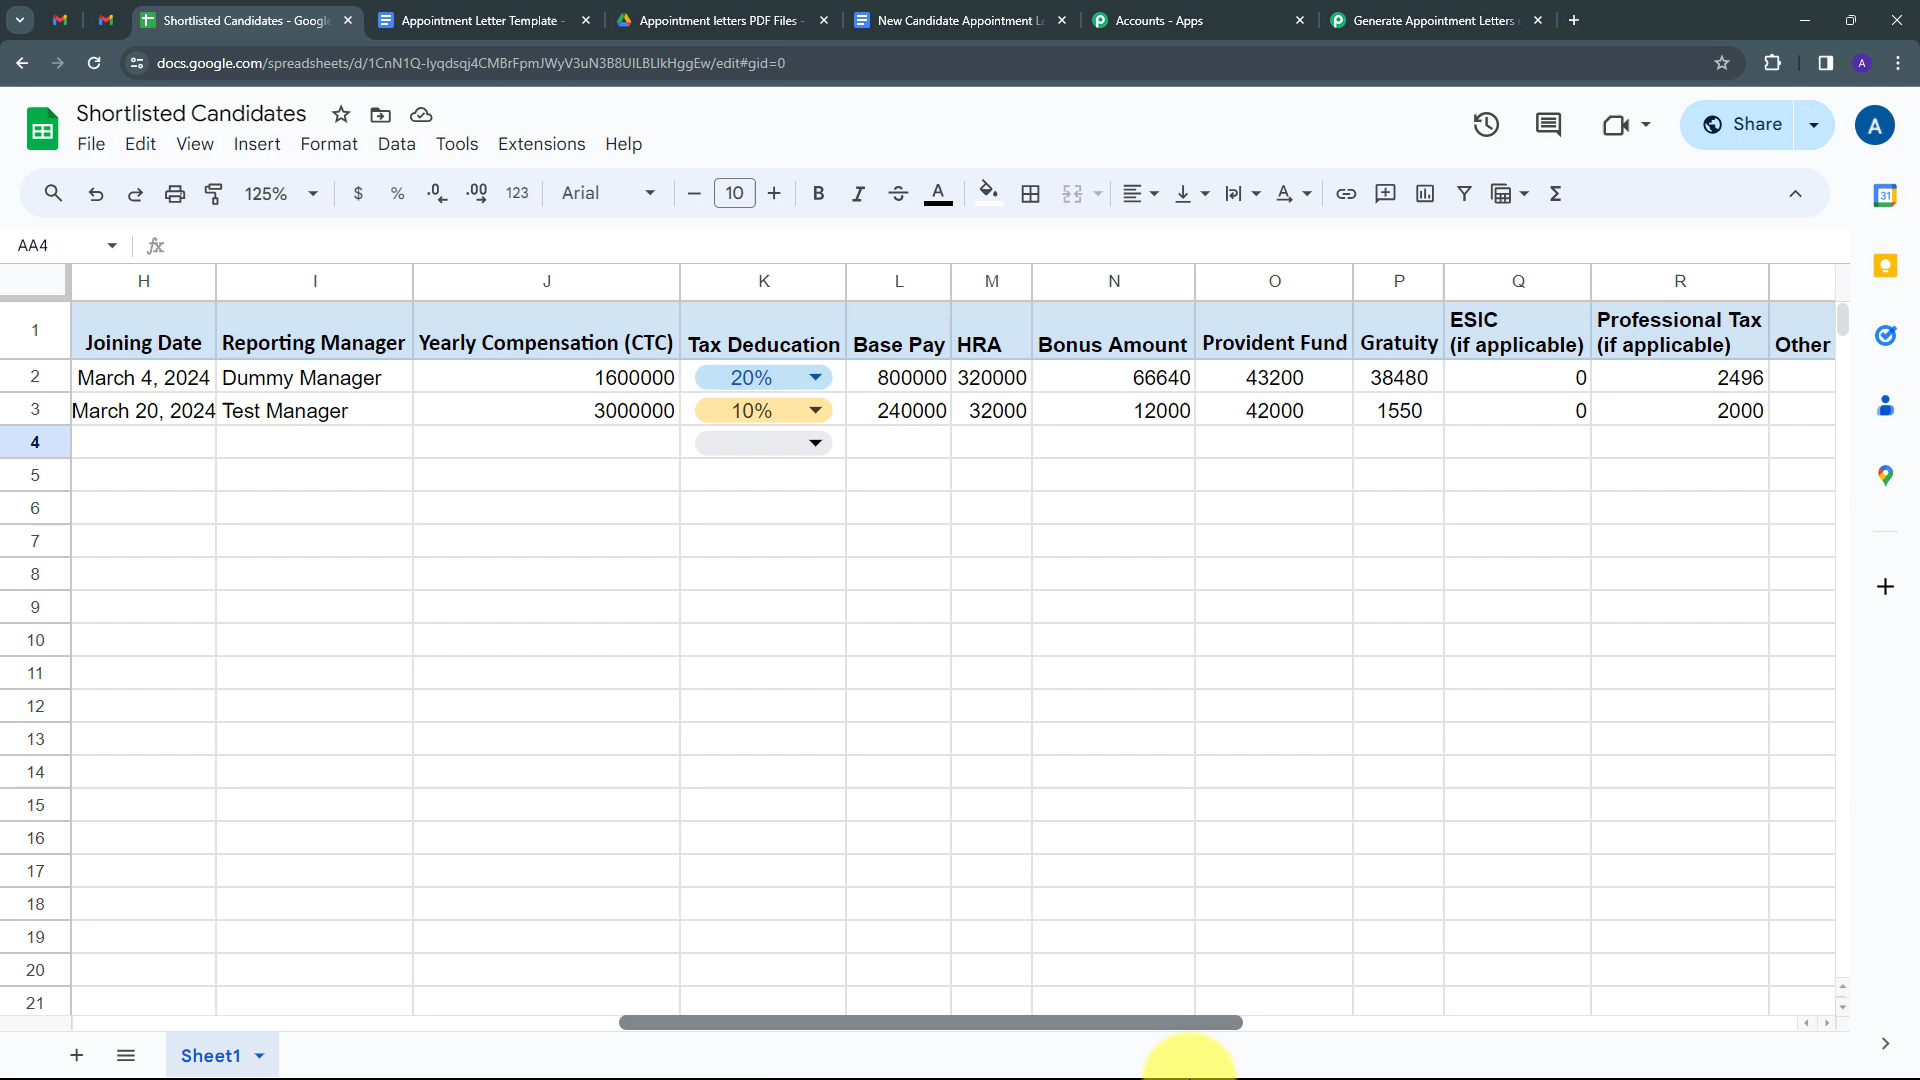 Shortlisted Candidates - Google
Appointment Letter Template -
Appointment letters PDF Files -
New Candidate Appointment Le
Accounts - Apps
Generate Appointment Letters
docs.google.com/spreadsheets/d/1CnN1Q-lyqdsqj4CMBrFpmJWyV3uN3B8UILBLlkHggEw/edit#gid=0
A
Shortlisted Candidates
Share
A
File Edit View Insert Format Data Tools Extensions Help
125% $ % .0 .00 123 Arial 10 B I A A Σ
31
AA4 fx
H I J K L M N O P Q R
1 Joining Date Reporting Manager Yearly Compensation (CTC) Tax Deducation Base Pay HRA Bonus Amount Provident Fund Gratuity ESIC (if applicable) Professional Tax (if applicable) Other
2 March 4, 2024 Dummy Manager 1600000 20% 800000 320000 66640 43200 38480 0 2496
3 March 20, 2024 Test Manager 3000000 10% 240000 32000 12000 42000 1550 0 2000
4
5
6
7
8
9
10
11
12
13
14
15
16
17
18
19
20
21
Sheet1